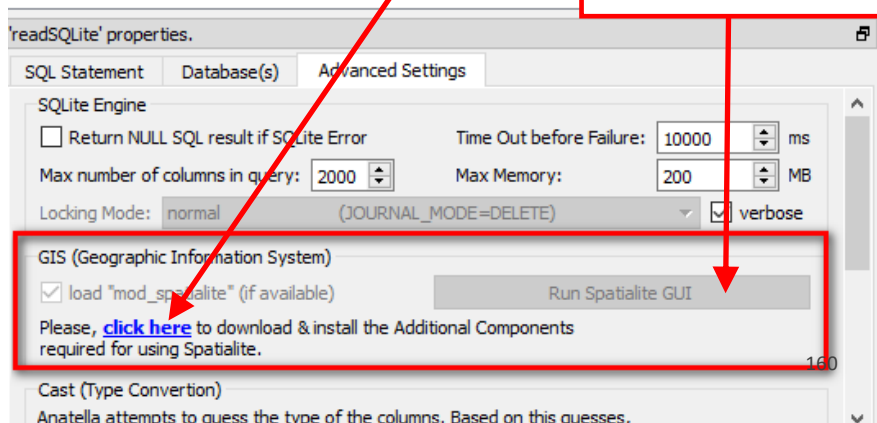 'readSQLite' properties.
SQL Statement Database(s) Advanced Settings
SQLite Engine
Return NULL SQL result if SQLite Error Time Out before Failure: 10000 ms
Max number of columns in query: 2000 Max Memory: 200 MB
Locking Mode: normal (JOURNAL_MODE=DELETE) verbose
GIS (Geographic Information System)
load "mod_spatialite" (if available) Run Spatialite GUI
Please, click here to download & install the Additional Components
required for using Spatialite.
160
Cast (Type Convertion)
Anatella attempts to guess the type of the columns. Based on this guesses,